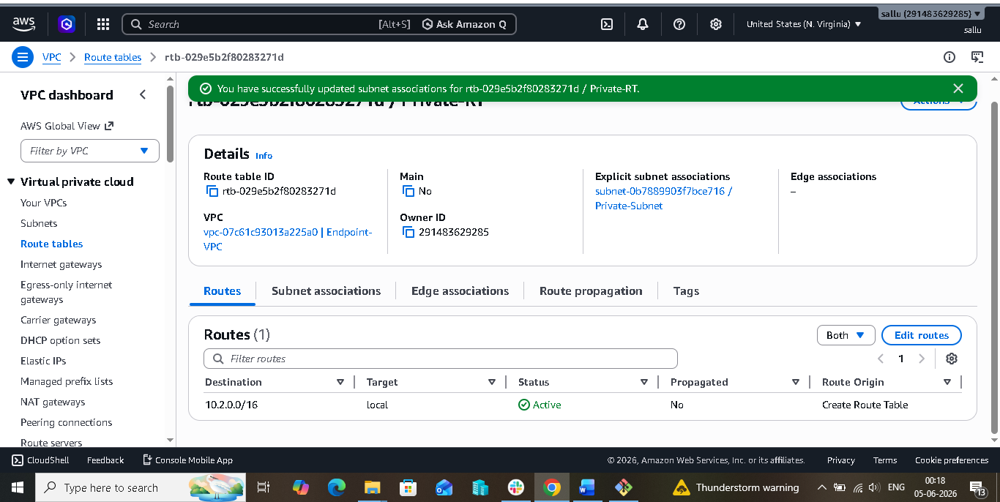 aws
Search
[Alt+S]
Ask Amazon Q
United States (N. Virginia)
sallu (291483629285)
sallu
VPC
Route tables
rtb-029e5b2f80283271d
VPC dashboard
AWS Global View
Filter by VPC
Virtual private cloud
Your VPCs
Subnets
Route tables
Internet gateways
Egress-only internet
gateways
Carrier gateways
DHCP option sets
Elastic IPs
Managed prefix lists
NAT gateways
Peering connections
Route servers
You have successfully updated subnet associations for rtb-029e5b2f80283271d / Private-RT.
rtb-029e5b2f80283271d / Private-RT
Actions
Details Info
Route table ID
rtb-029e5b2f80283271d
VPC
vpc-07c61c93013a225a0 | Endpoint-
VPC
Main
No
Owner ID
291483629285
Explicit subnet associations
subnet-0b7889903f7bce716 /
Private-Subnet
Edge associations
–
Routes
Subnet associations
Edge associations
Route propagation
Tags
Routes (1)
Both
Edit routes
Filter routes
1
Destination
Target
Status
Propagated
Route Origin
10.2.0.0/16
local
Active
No
Create Route Table
CloudShell
Feedback
Console Mobile App
© 2026, Amazon Web Services, Inc. or its affiliates.
Privacy
Terms
Cookie preferences
Type here to search
Thunderstorm warning
ENG
00:18
05-06-2026
13